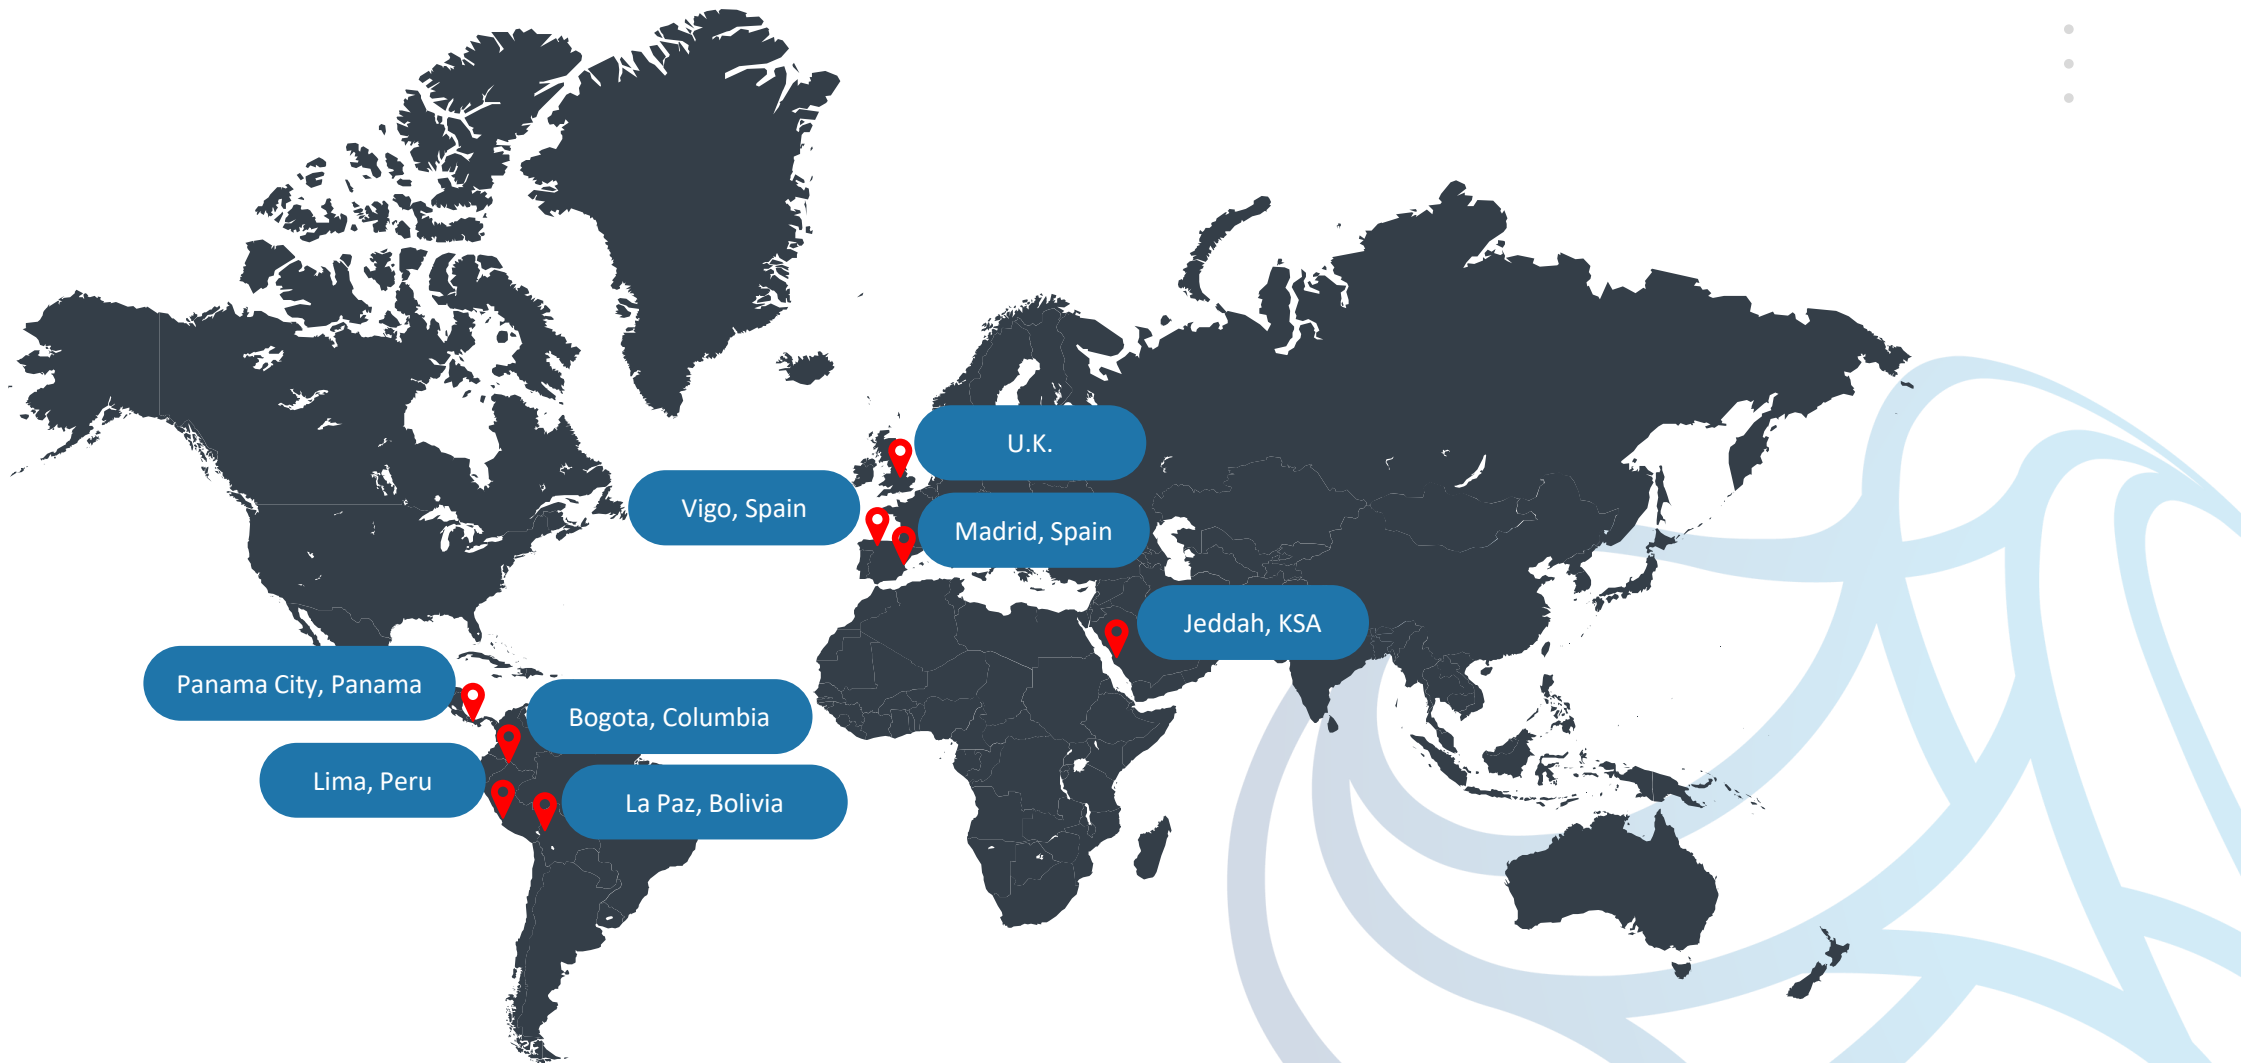 U.K.
Vigo, Spain
Madrid, Spain
Jeddah, KSA
Panama City, Panama
Bogota, Columbia
Lima, Peru
La Paz, Bolivia